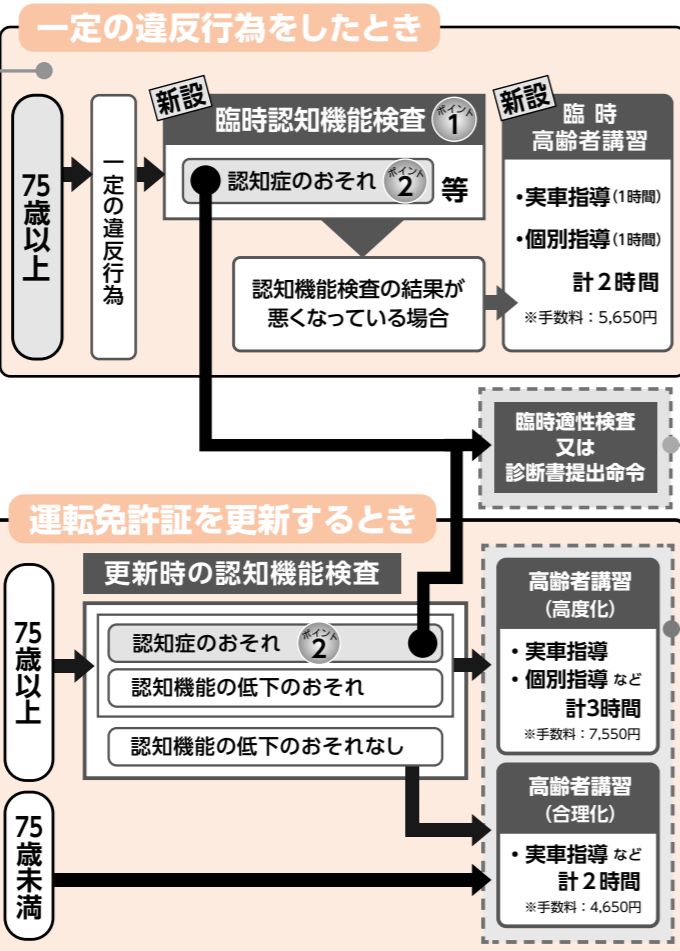 一定の違反行為をしたとき
75歳以上
一定の違反行為
新設
臨時認知機能検査
ポイント
1
認知症のおそれ
ポイント
2
等
認知機能検査の結果が
悪くなっている場合
新設
臨時
高齢者講習
・実車指導(1時間)
・個別指導(1時間)
計2時間
※手数料：5,650円
臨時適性検査
又は
診断書提出命令
運転免許証を更新するとき
75歳以上
更新時の認知機能検査
認知症のおそれ
ポイント
2
認知機能の低下のおそれ
認知機能の低下のおそれなし
高齢者講習
(高度化)
・実車指導
・個別指導 など
計3時間
※手数料：7,550円
75歳未満
高齢者講習
(合理化)
・実車指導 など
計2時間
※手数料：4,650円